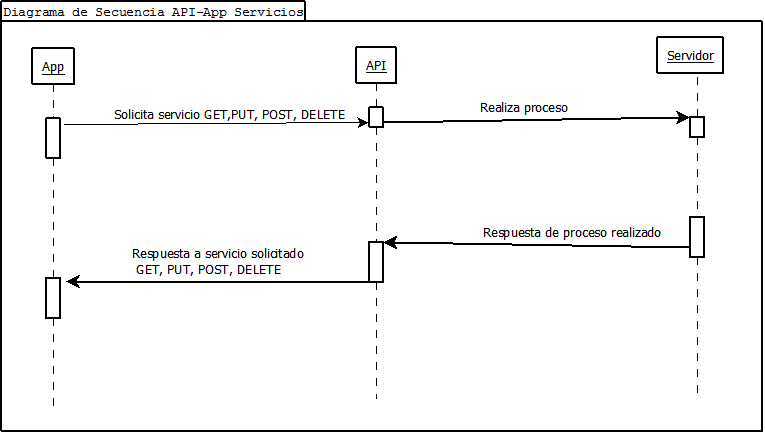 Diagrama de Secuencia API-App Servicios
App
API
Servidor
Solicita servicio GET,PUT, POST, DELETE
Realiza proceso
Respuesta de proceso realizado
Respuesta a servicio solicitado
GET, PUT, POST, DELETE